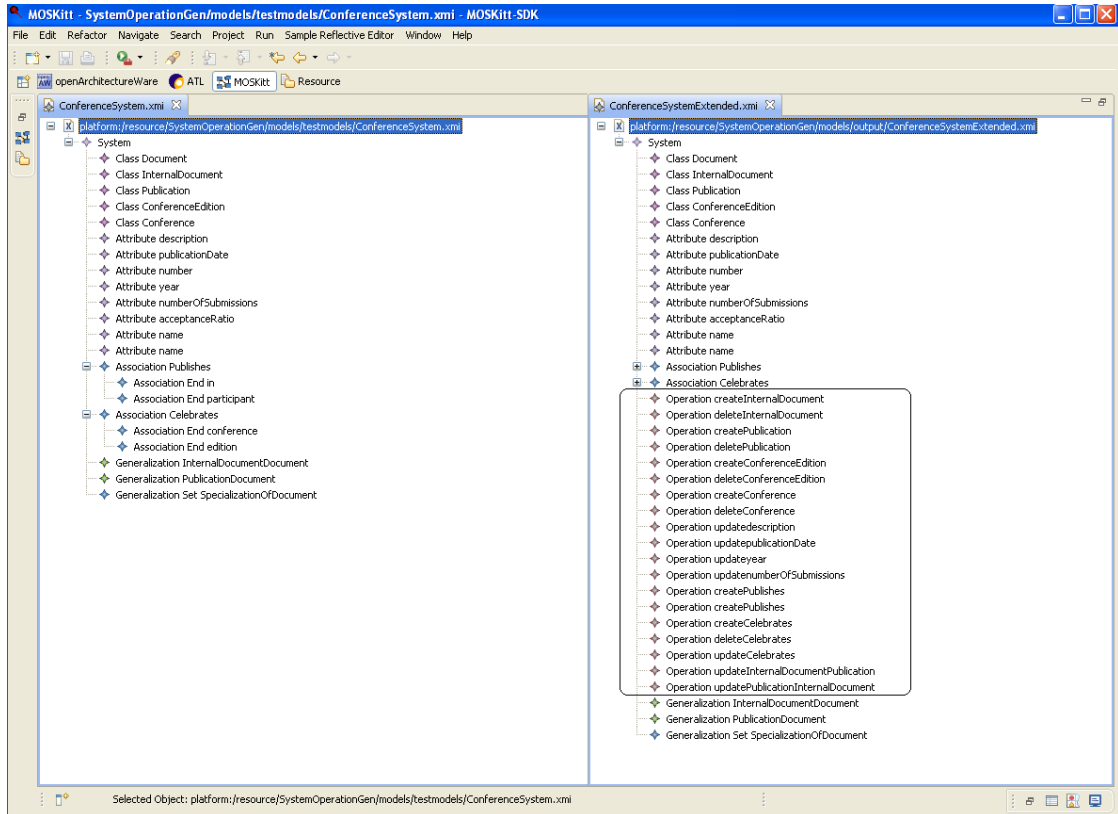 MOSKitt - SystemOperationGen/models/testmodels/ConferenceSystem.xmi - MOSKitt-SDK
File Edit Refactor Navigate Search Project Run Sample Reflective Editor Window Help
openArchitectureWare ATL MOSKitt Resource
ConferenceSystem.xmi
platform:/resource/SystemOperationGen/models/testmodels/ConferenceSystem.xmi
System
Class Document
Class InternalDocument
Class Publication
Class ConferenceEdition
Class Conference
Attribute description
Attribute publicationDate
Attribute number
Attribute year
Attribute numberOfSubmissions
Attribute acceptanceRatio
Attribute name
Attribute name
Association Publishes
Association End in
Association End participant
Association Celebrates
Association End conference
Association End edition
Generalization InternalDocumentDocument
Generalization PublicationDocument
Generalization Set SpecializationOfDocument
ConferenceSystemExtended.xmi
platform:/resource/SystemOperationGen/models/output/ConferenceSystemExtended.xmi
System
Class Document
Class InternalDocument
Class Publication
Class ConferenceEdition
Class Conference
Attribute description
Attribute publicationDate
Attribute number
Attribute year
Attribute numberOfSubmissions
Attribute acceptanceRatio
Attribute name
Attribute name
Association Publishes
Association Celebrates
Operation createInternalDocument
Operation deleteInternalDocument
Operation createPublication
Operation deletePublication
Operation createConferenceEdition
Operation deleteConferenceEdition
Operation createConference
Operation deleteConference
Operation updatedescription
Operation updatepublicationDate
Operation updateyear
Operation updatenumberOfSubmissions
Operation createPublishes
Operation createPublishes
Operation createCelebrates
Operation deleteCelebrates
Operation updateCelebrates
Operation updateInternalDocumentPublication
Operation updatePublicationInternalDocument
Generalization InternalDocumentDocument
Generalization PublicationDocument
Generalization Set SpecializationOfDocument
Selected Object: platform:/resource/SystemOperationGen/models/testmodels/ConferenceSystem.xmi